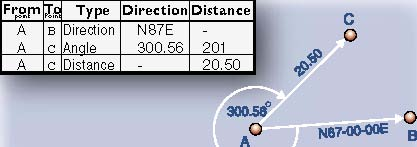 From point To Point Type Direction Distance
A B Direction N87E -
A C Angle 300.56 201
A C Distance - 20.50
C
20.50
300.56°
A
N87-00-00E
B